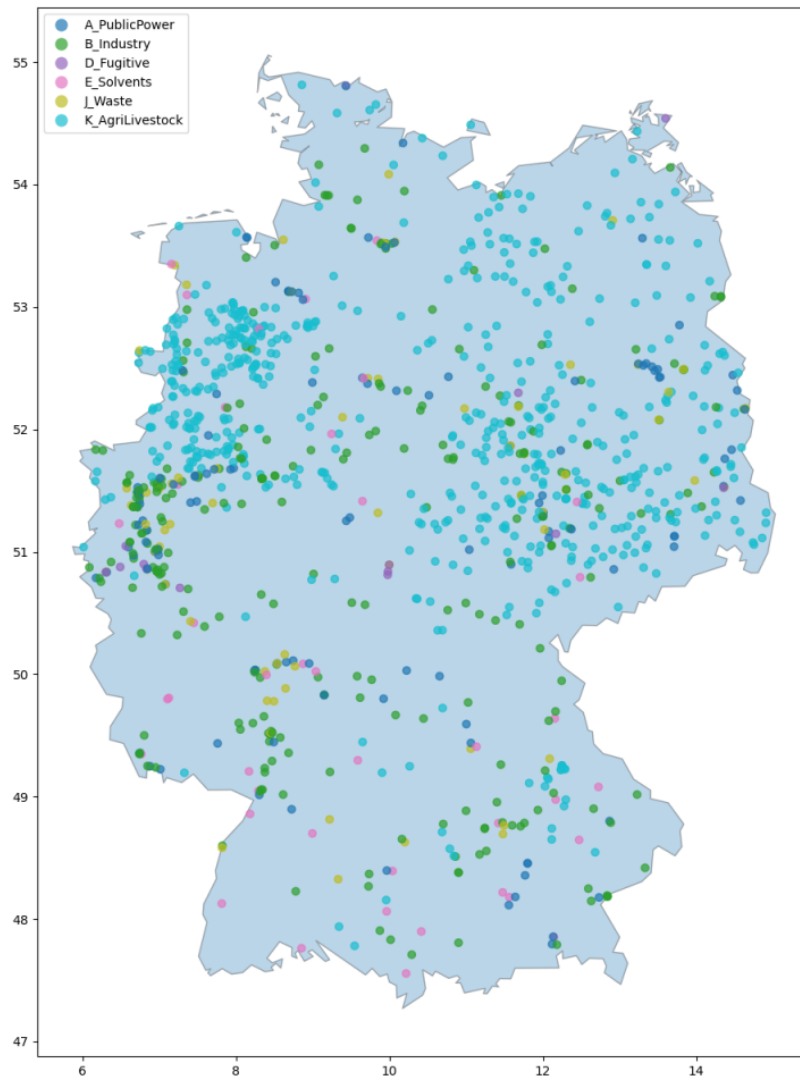 A_PublicPower
B_Industry
D_Fugitive
E_Solvents
J_Waste
K_AgriLivestock
55
54
53
52
51
50
49
48
47
6 8 10 12 14